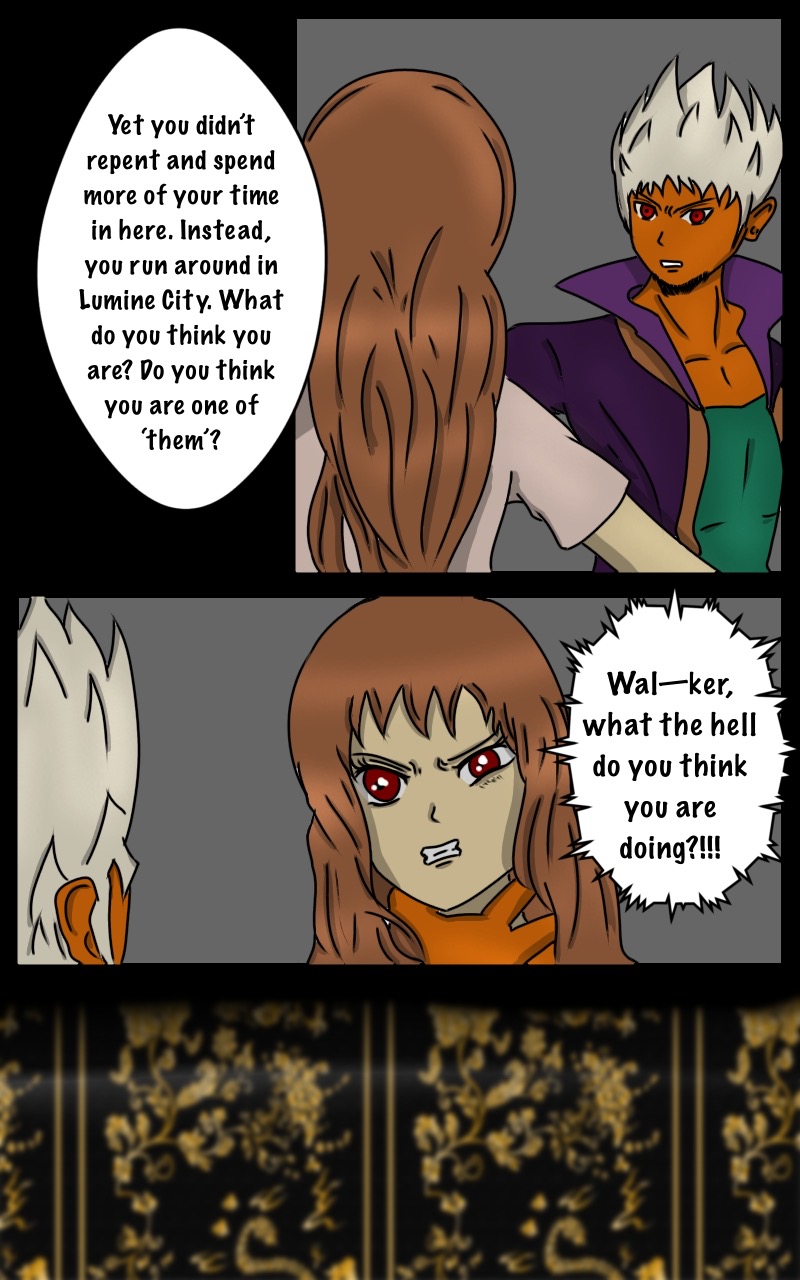 Yet you didn't
repent and spend
more of your time
in here. Instead,
you run around in
Lumine City. What
do you think you
are? Do you think
you are one of
'them'?
Wal—ker,
what the hell
do you think
you are
doing?!!!